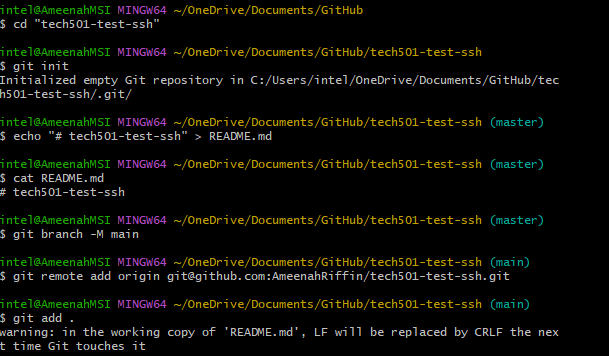 intel@AmeenahMSI MINGW64 ~/OneDrive/Documents/GitHub
$ cd "tech501-test-ssh"
intel@AmeenahMSI MINGW64 ~/OneDrive/Documents/GitHub/tech501-test-ssh
$ git init
Initialized empty Git repository in C:/Users/intel/OneDrive/Documents/GitHub/tec
h501-test-ssh/.git/
intel@AmeenahMSI MINGW64 ~/OneDrive/Documents/GitHub/tech501-test-ssh (master)
$ echo "# tech501-test-ssh" > README.md
intel@AmeenahMSI MINGW64 ~/OneDrive/Documents/GitHub/tech501-test-ssh (master)
$ cat README.md
# tech501-test-ssh
intel@AmeenahMSI MINGW64 ~/OneDrive/Documents/GitHub/tech501-test-ssh (master)
$ git branch -M main
intel@AmeenahMSI MINGW64 ~/OneDrive/Documents/GitHub/tech501-test-ssh (main)
$ git remote add origin git@github.com:AmeenahRiffin/tech501-test-ssh.git
intel@AmeenahMSI MINGW64 ~/OneDrive/Documents/GitHub/tech501-test-ssh (main)
$ git add .
warning: in the working copy of 'README.md', LF will be replaced by CRLF the nex
t time Git touches it